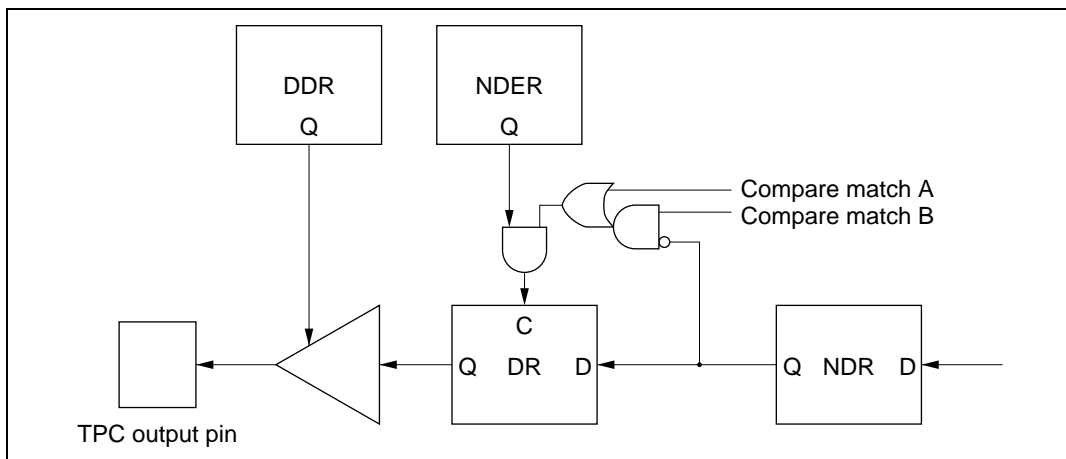 DDR
Q
NDER
Q
Compare match A
Compare match B
C
Q DR D
Q NDR D
TPC output pin